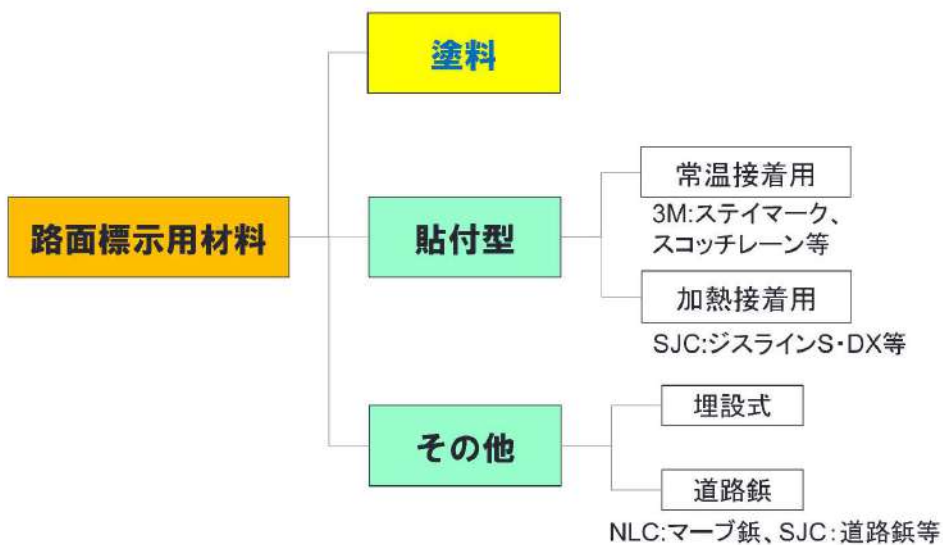 塗料
路面標示用材料
貼付型
常温接着用
3M:ステイマーク、
スコッチレーン等
加熱接着用
SJC:ジスラインS・DX等
その他
埋設式
道路鋲
NLC:マーブ鋲、SJC:道路鋲等